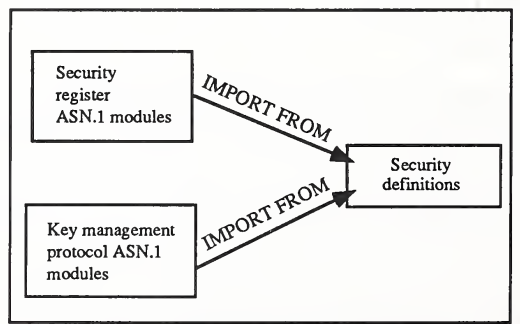 Security
register
ASN.1 modules
IMPORT FROM
Security
definitions
IMPORT FROM
Key management
protocol ASN.1
modules